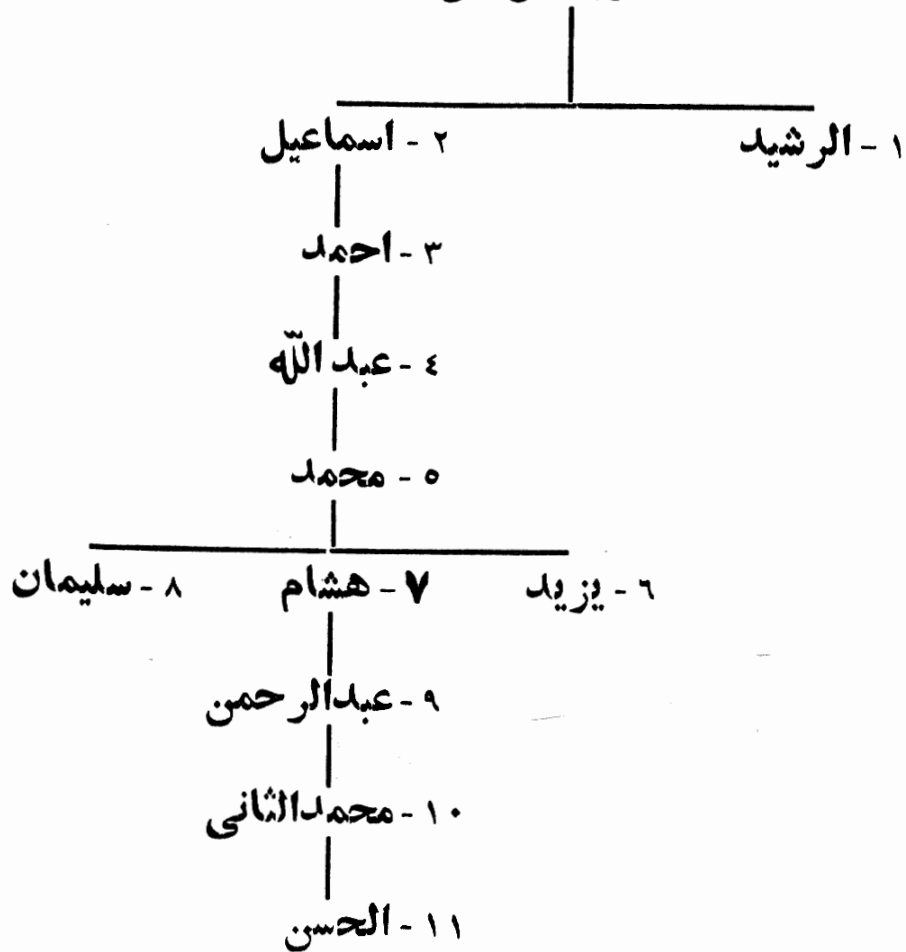 ١ - الرشيد ٢ - اسماعيل
٣ - احمد
٤ - عبد اللّه
٥ - محمد
٦ - يزيد ٧ - هشام ٨ - سليمان
٩ - عبدالرحمن
١٠ - محمدالثانى
١١ - الحسن